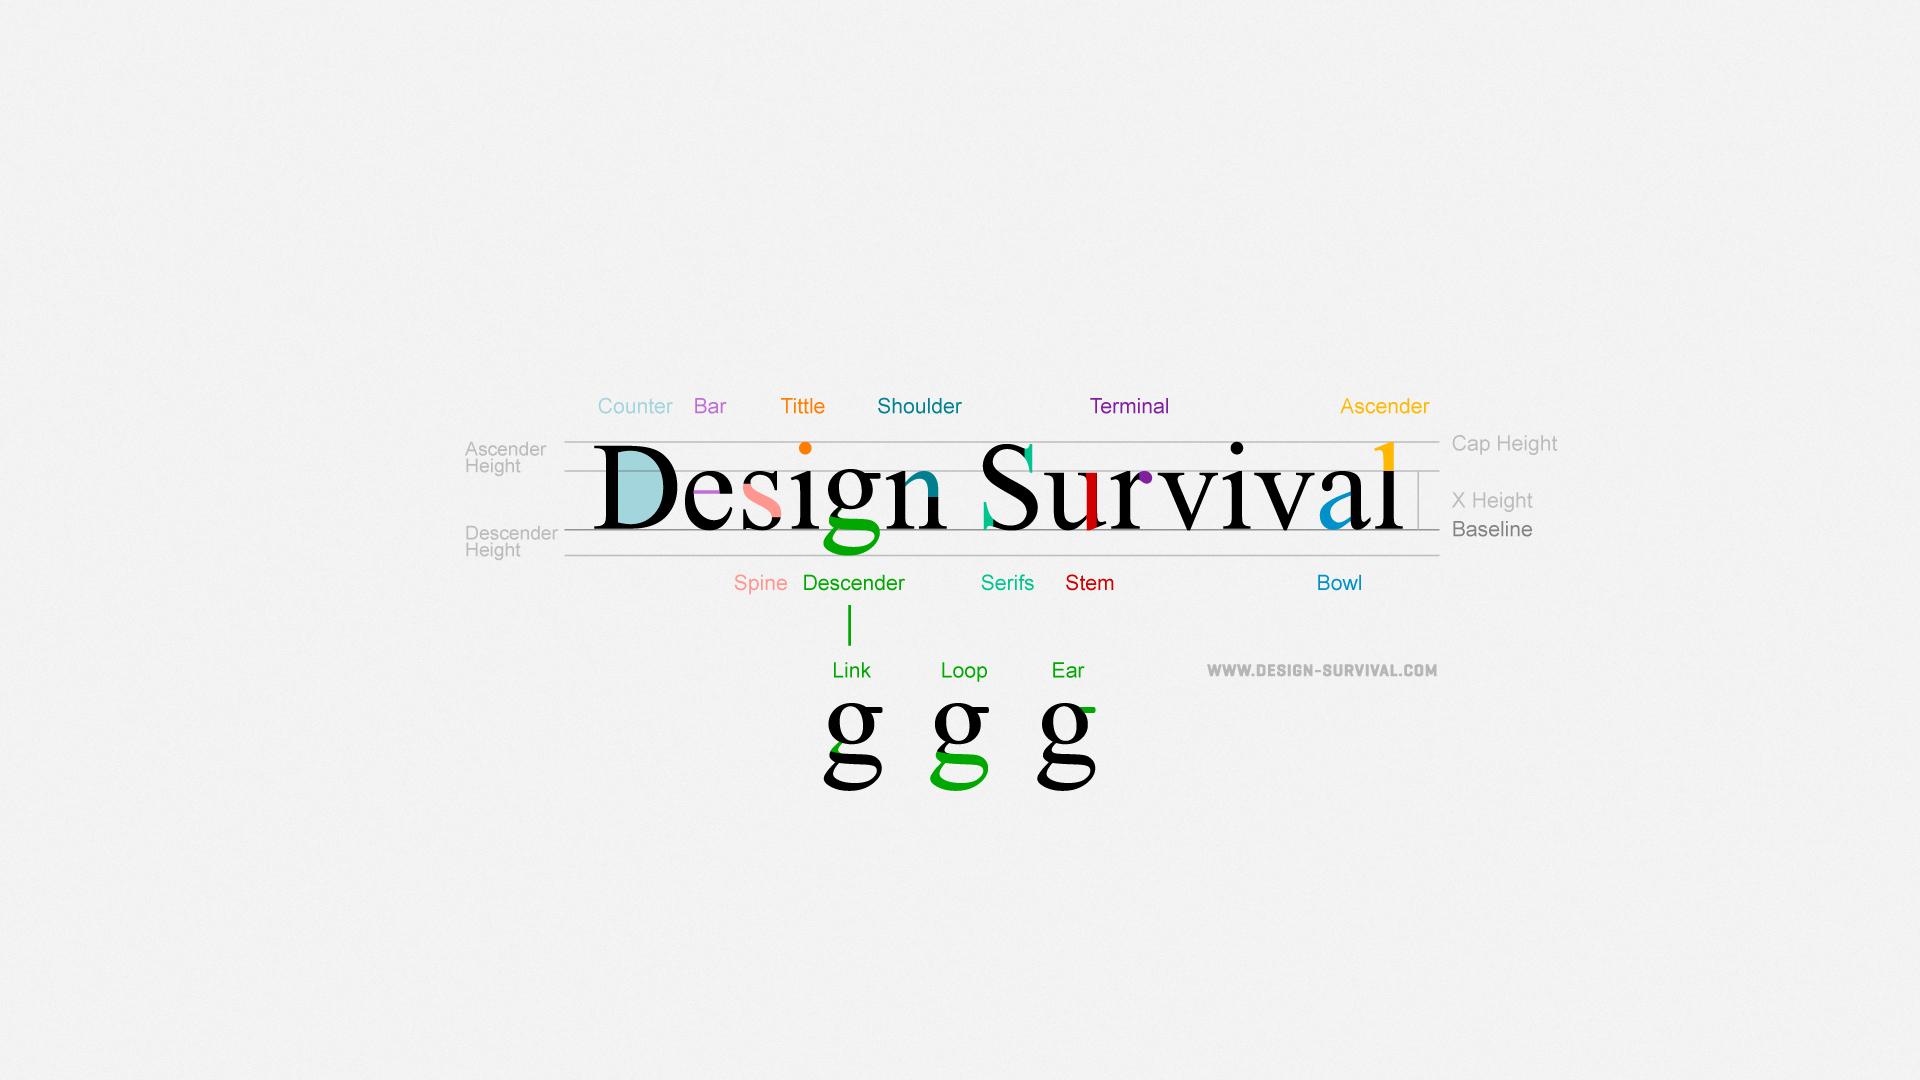 Counter Bar Tittle Shoulder Terminal Ascender
Ascender
Height
Cap Height
Design Survival
X Height
Descender
Height
Baseline
Spine Descender Serifs Stem Bowl
Link Loop Ear
WWW.DESIGN-SURVIVAL.COM
g g g